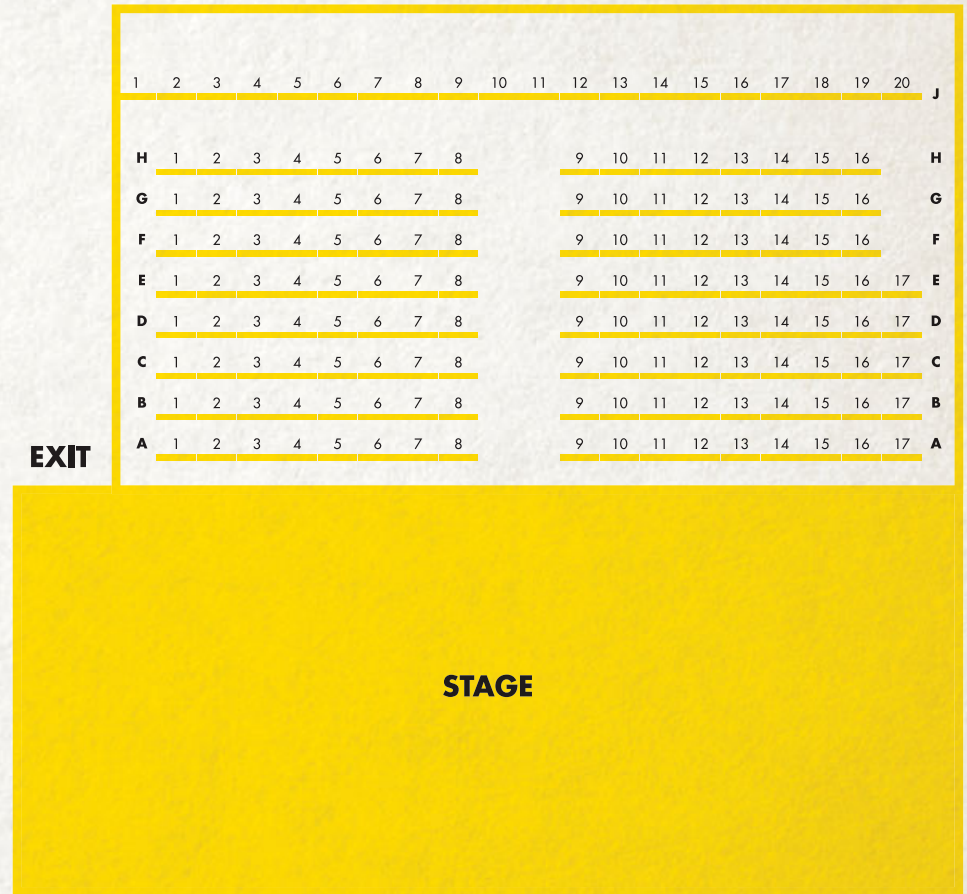 1 2 3 4 5 6 7 8 9 10 11 12 13 14 15 16 17 18 19 20 J
H 1 2 3 4 5 6 7 8 9 10 11 12 13 14 15 16 H
G 1 2 3 4 5 6 7 8 9 10 11 12 13 14 15 16 G
F 1 2 3 4 5 6 7 8 9 10 11 12 13 14 15 16 F
E 1 2 3 4 5 6 7 8 9 10 11 12 13 14 15 16 17 E
D 1 2 3 4 5 6 7 8 9 10 11 12 13 14 15 16 17 D
C 1 2 3 4 5 6 7 8 9 10 11 12 13 14 15 16 17 C
B 1 2 3 4 5 6 7 8 9 10 11 12 13 14 15 16 17 B
A 1 2 3 4 5 6 7 8 9 10 11 12 13 14 15 16 17 A
EXIT
STAGE